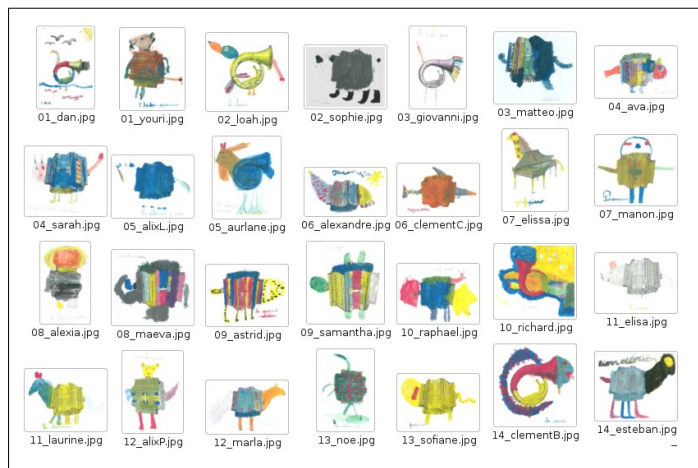 01_dan.jpg
01_youri.jpg
02_loah.jpg
02_sophie.jpg
03_giovanni.jpg
03_matteo.jpg
04_ava.jpg
04_sarah.jpg
05_alixL.jpg
05_aurlane.jpg
06_alexandre.jpg
06_clementC.jpg
07_elissa.jpg
07_manon.jpg
08_alexia.jpg
08_maeva.jpg
09_astrid.jpg
09_samantha.jpg
10_raphael.jpg
10_richard.jpg
11_elisa.jpg
11_laurine.jpg
12_alixP.jpg
12_marla.jpg
13_noe.jpg
13_sofiane.jpg
14_clementB.jpg
14_esteban.jpg